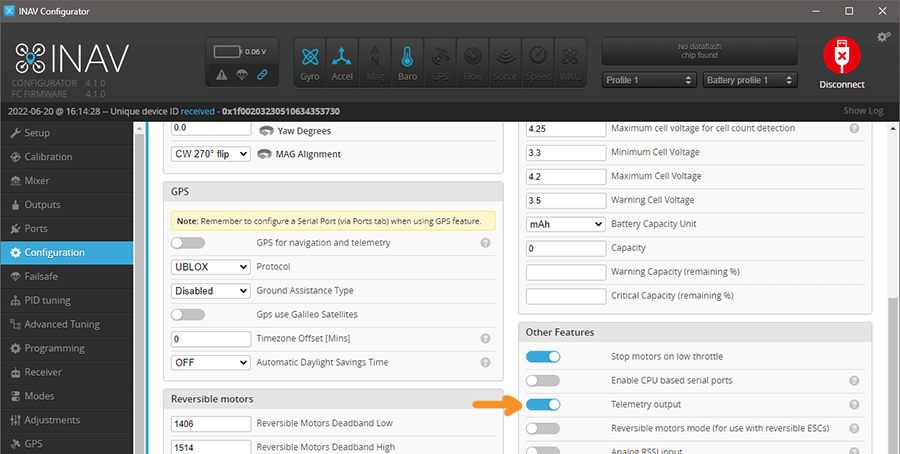 INAV Configurator
INAV
CONFIGURATOR 4.1.0
FC FIRMWARE 4.1.0
0.06 V
Gyro
Accel
Mag
Baro
GPS
Flow
Sonar
Speed
IMU2
No dataflash
chip found
Profile 1
Battery profile 1
Disconnect
2022-06-20 @ 16:14:28 -- Unique device ID received - 0x1f00203230510634353730
Show Log
Setup
Calibration
Mixer
Outputs
Ports
Configuration
Failsafe
PID tuning
Advanced Tuning
Programming
Receiver
Modes
Adjustments
GPS
0.0 Yaw Degrees
CW 270° flip MAG Alignment
GPS
Note: Remember to configure a Serial Port (via Ports tab) when using GPS feature.
GPS for navigation and telemetry ?
UBLOX Protocol
Disabled Ground Assistance Type
Gps use Galileo Satellites
0 Timezone Offset [Mins] ?
OFF Automatic Daylight Savings Time ?
Reversible motors
1406 Reversible Motors Deadband Low
1514 Reversible Motors Deadband High
4.25 Maximum cell voltage for cell count detection ?
3.3 Minimum Cell Voltage
4.2 Maximum Cell Voltage
3.5 Warning Cell Voltage
mAh Battery Capacity Unit
0 Capacity
Warning Capacity (remaining %)
Critical Capacity (remaining %)
Other Features
Stop motors on low throttle
Enable CPU based serial ports ?
Telemetry output ?
Reversible motors mode (for use with reversible ESCs) ?
Analog RSSI input